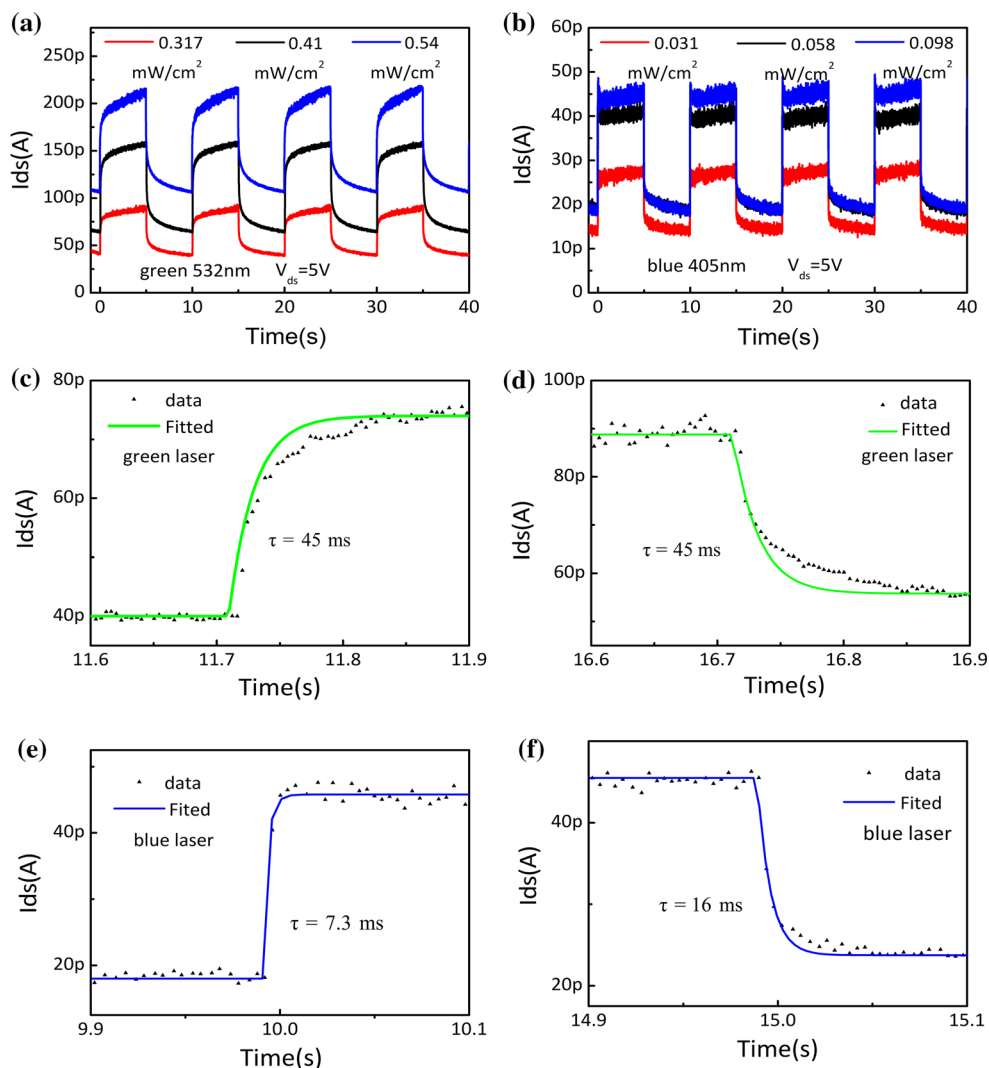 (a)
0.317 0.41 0.54
mW/cm² mW/cm² mW/cm²
250p
200p
150p
100p
50p
0
Ids(A)
green 532nm V_ds=5V
0 10 20 30 40
Time(s)
(b)
0.031 0.058 0.098
mW/cm² mW/cm² mW/cm²
60p
50p
40p
30p
20p
10p
0
Ids(A)
blue 405nm V_ds=5V
0 10 20 30 40
Time(s)
(c)
80p
60p
40p
Ids(A)
data
Fitted
green laser
τ = 45 ms
11.6 11.7 11.8 11.9
Time(s)
(d)
100p
80p
60p
Ids(A)
data
Fitted
green laser
τ = 45 ms
16.6 16.7 16.8 16.9
Time(s)
(e)
40p
20p
Ids(A)
data
Fited
blue laser
τ = 7.3 ms
9.9 10.0 10.1
Time(s)
(f)
40p
20p
Ids(A)
data
Fited
blue laser
τ = 16 ms
14.9 15.0 15.1
Time(s)